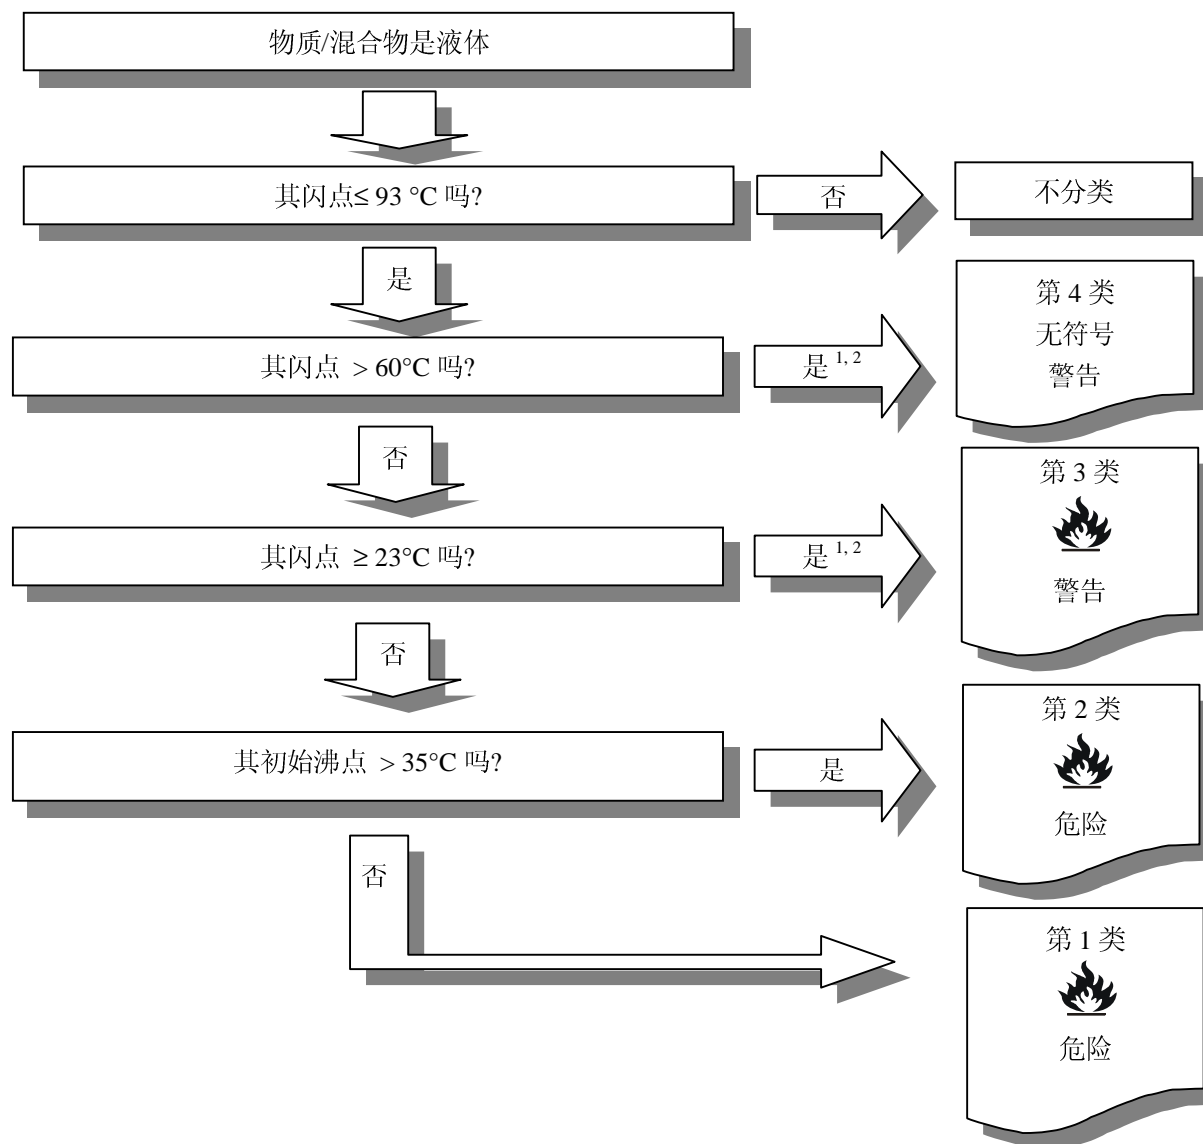 物质/混合物是液体
其闪点≤ 93 °C 吗?
否
不分类
是
第 4 类
无符号
警告
其闪点 > 60°C 吗?
是 1, 2
否
第 3 类
警告
其闪点 ≥ 23°C 吗?
是 1, 2
否
第 2 类
危险
其初始沸点 > 35°C 吗?
是
否
第 1 类
危险